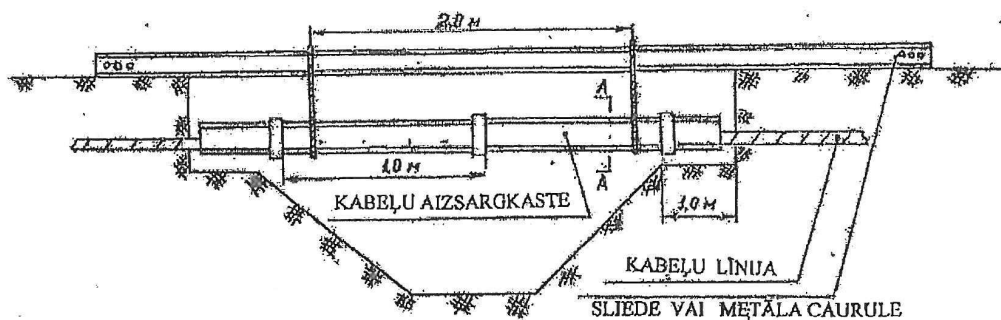 2,0 м
A
1,0 м
A
KABEĻU AIZSARGKASTE
1,0 м
KABEĻU LĪNIJA
SLIEDE VAI METĀLA CAURULE